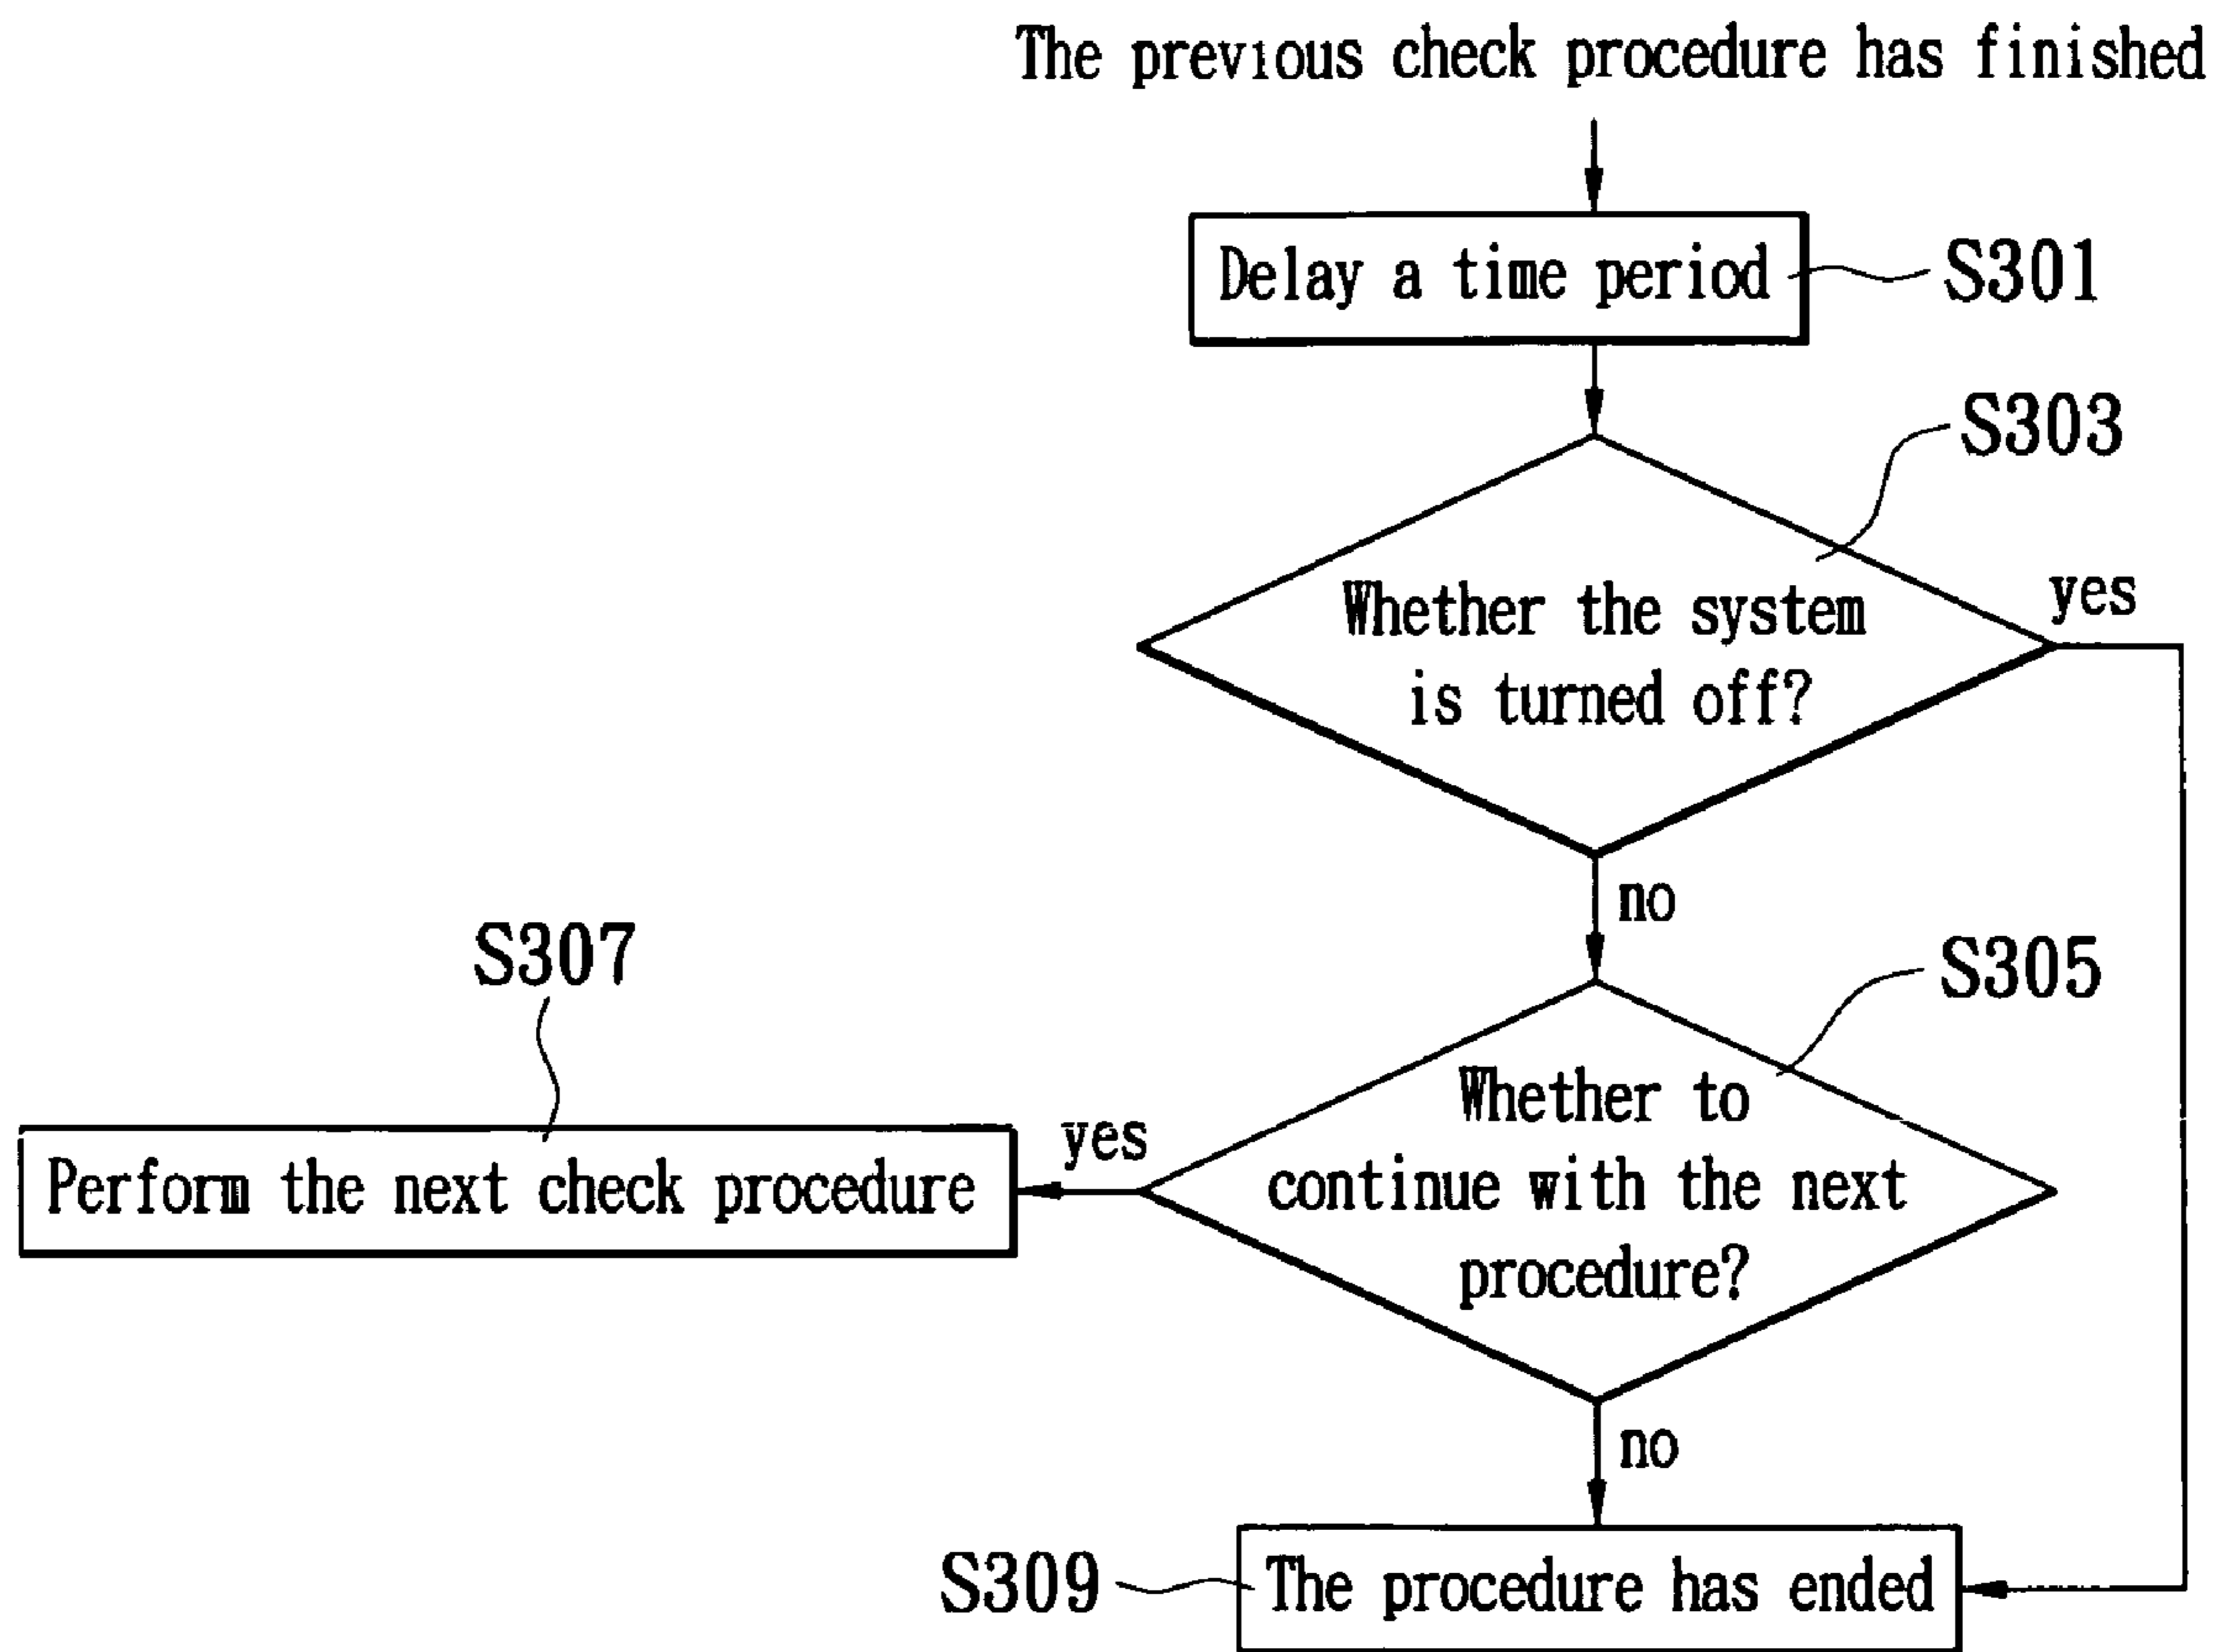 The previous check procedure has finished
Delay a time period
S301
S303
Whether the system
is turned off?
yes
no
S305
Whether to
continue with the next
procedure?
yes
S307
Perform the next check procedure
no
S309
The procedure has ended